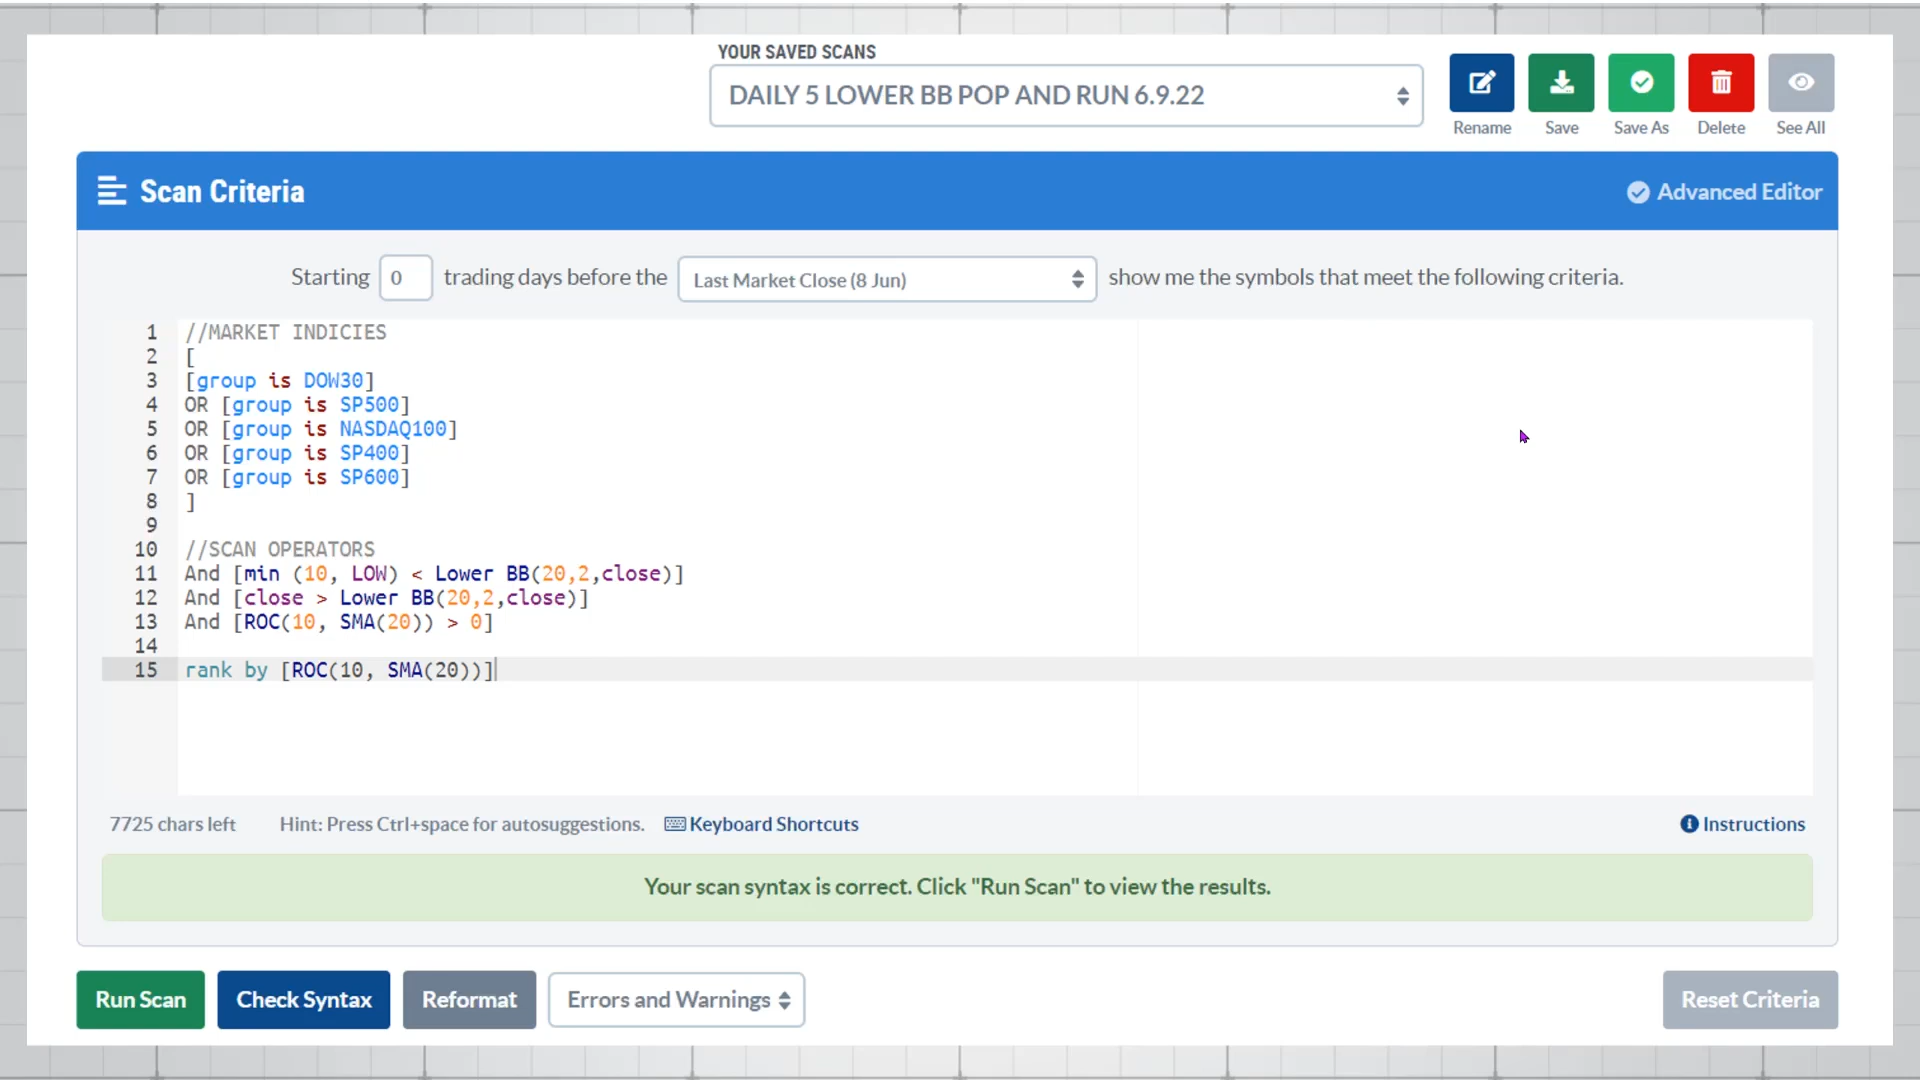 YOUR SAVED SCANS
DAILY 5 LOWER BB POP AND RUN 6.9.22
Rename
Save
Save As
Delete
See All
Scan Criteria
Advanced Editor
Starting 0 trading days before the Last Market Close (8 Jun) show me the symbols that meet the following criteria.
1 //MARKET INDICIES
2 [
3 [group is DOW30]
4 OR [group is SP500]
5 OR [group is NASDAQ100]
6 OR [group is SP400]
7 OR [group is SP600]
8 ]
9
10 //SCAN OPERATORS
11 And [min (10, LOW) < Lower BB(20,2,close)]
12 And [close > Lower BB(20,2,close)]
13 And [ROC(10, SMA(20)) > 0]
14
15 rank by [ROC(10, SMA(20))]
7725 chars left
Hint: Press Ctrl+space for autosuggestions.
Keyboard Shortcuts
Instructions
Your scan syntax is correct. Click "Run Scan" to view the results.
Run Scan
Check Syntax
Reformat
Errors and Warnings
Reset Criteria